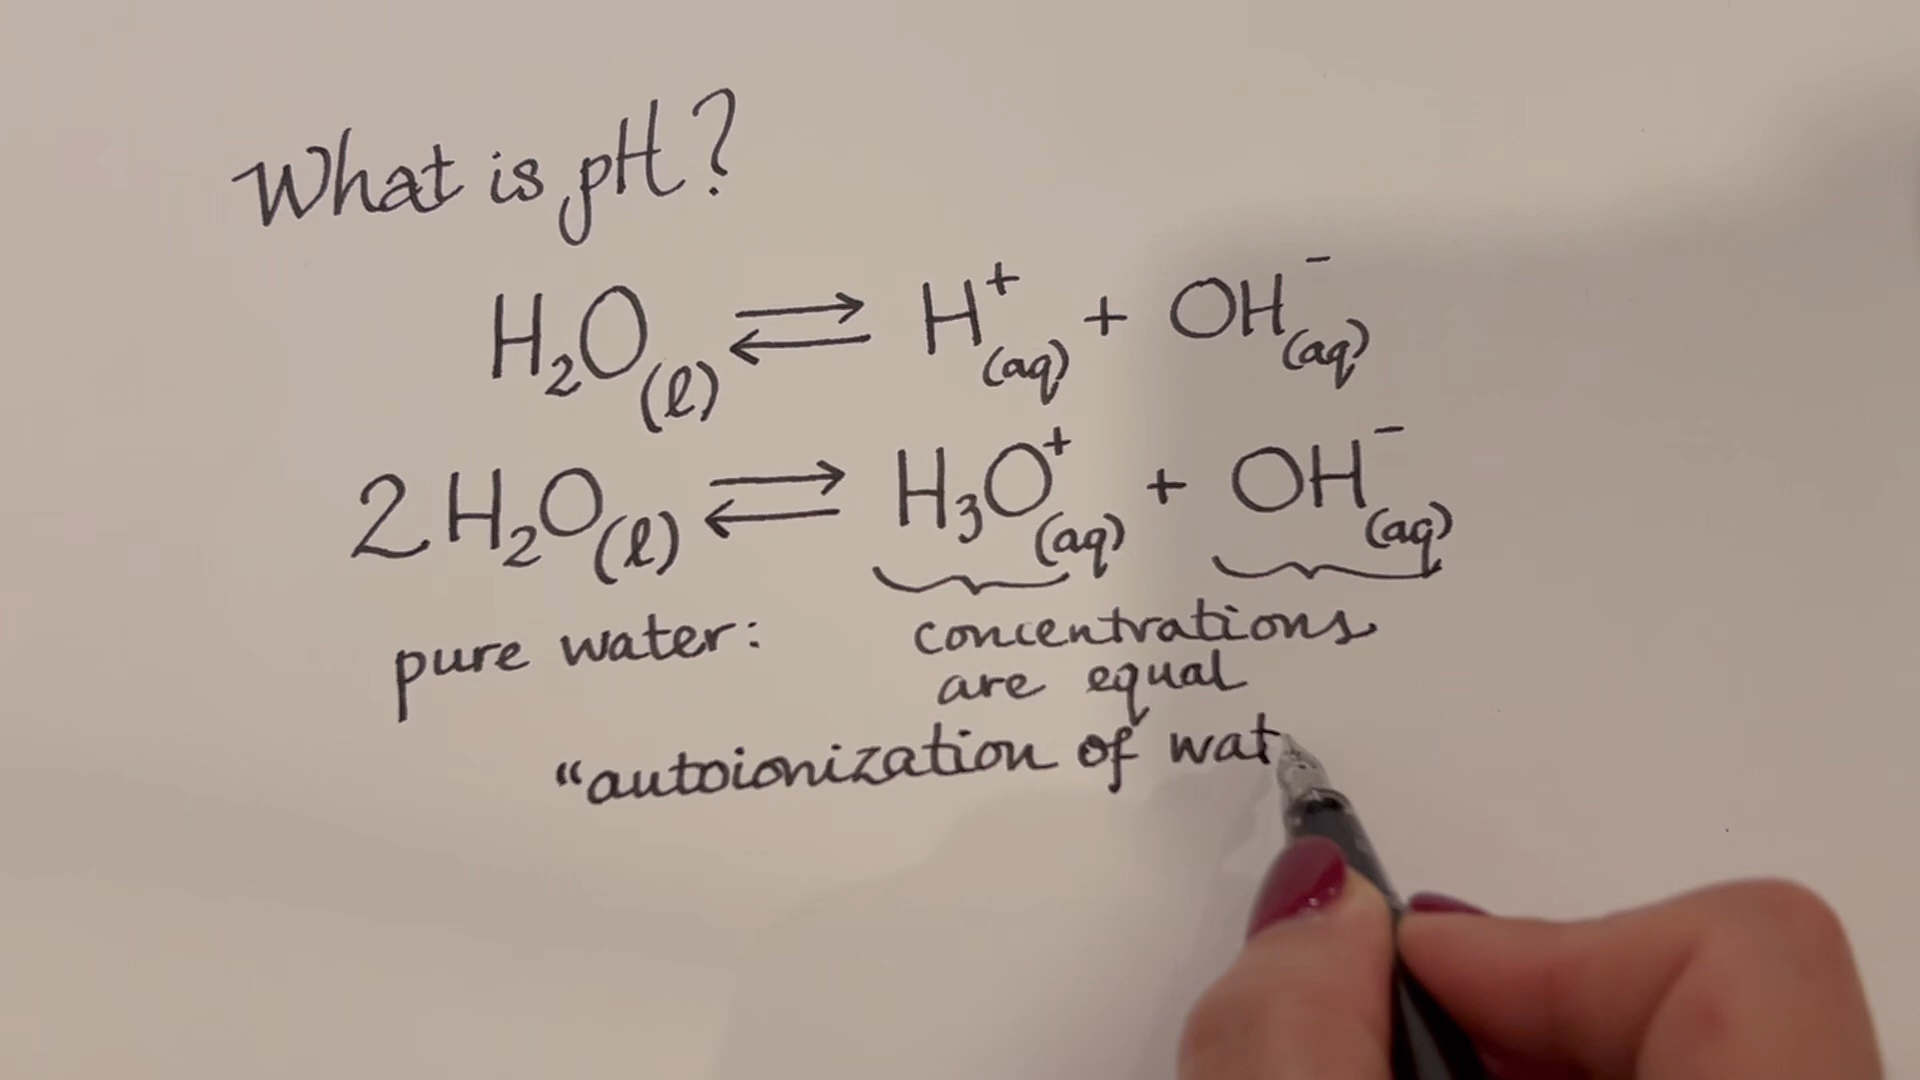 What is pH?
H₂O(l) ⇌ H⁺(aq) + OH⁻(aq)
2H₂O(l) ⇌ H₃O⁺(aq) + OH⁻(aq)
pure water: concentrations
are equal
“autoionization of wat